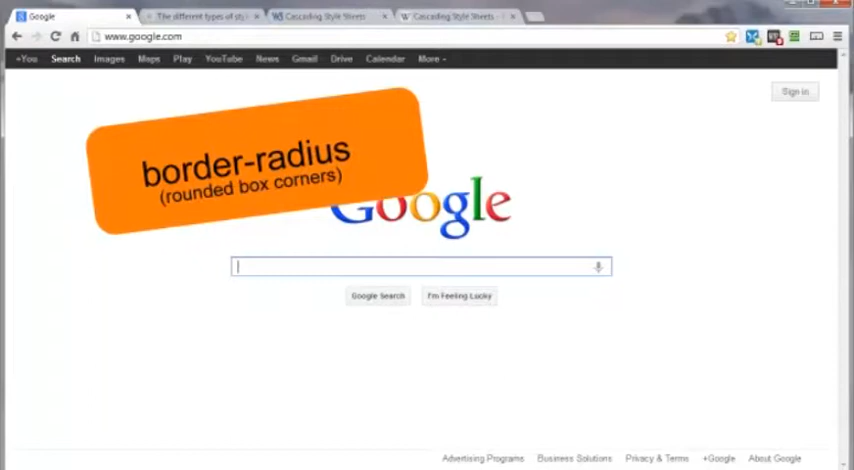 Google
The different types of sty
Cascading Style Sheets
Cascading Style Sheets -
www.google.com
+You Search Images Maps Play YouTube News Gmail Drive Calendar More
Sign in
border-radius
(rounded box corners)
Google
Google Search I'm Feeling Lucky
Advertising Programs Business Solutions Privacy & Terms +Google About Google